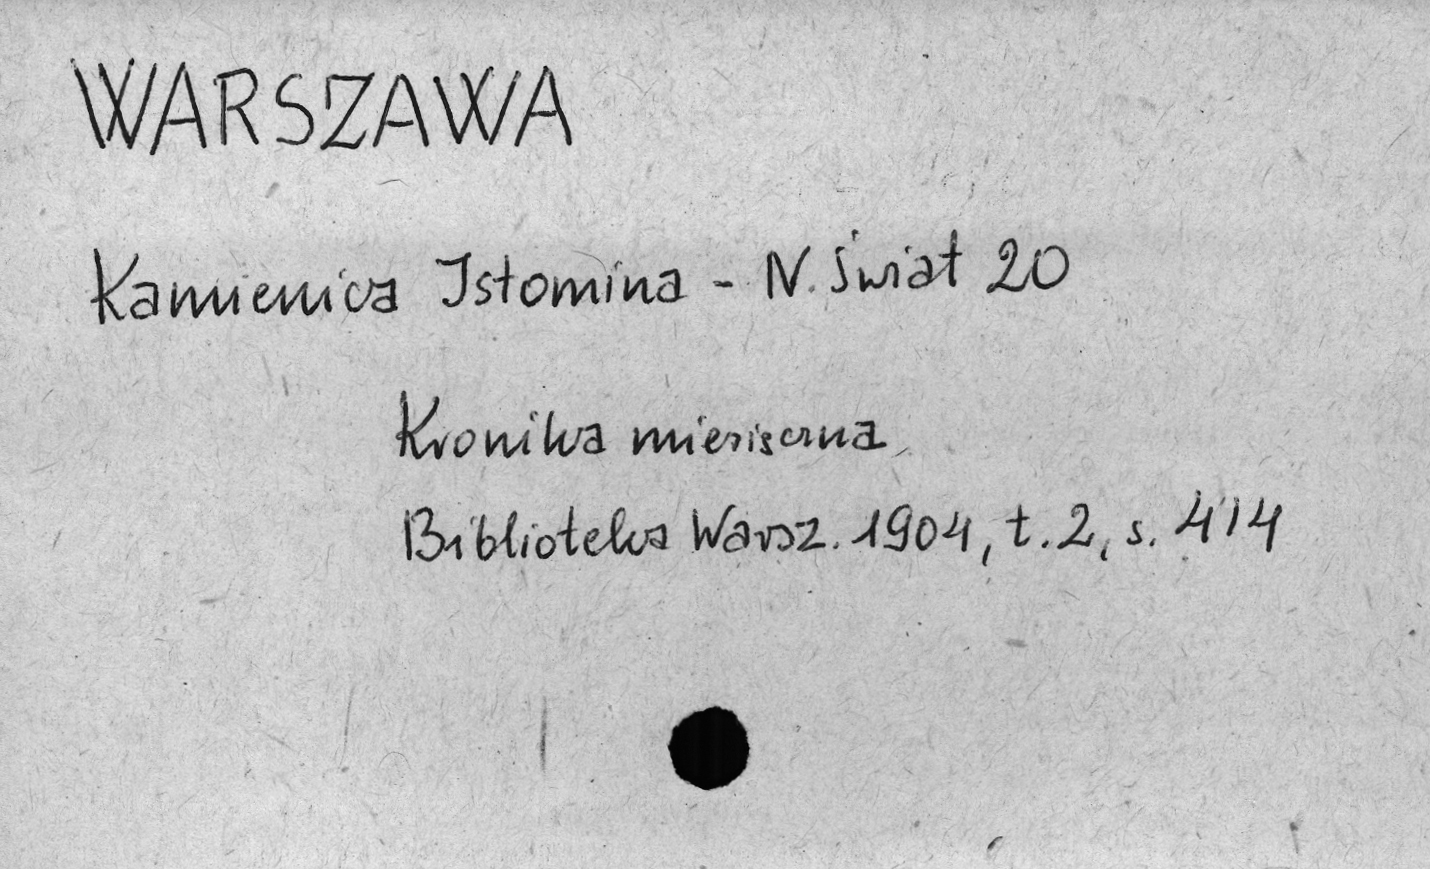 WARSZAWA
Kamienica Istomina - N. Świat 20
Kronika miesięczna
Biblioteka Warsz. 1904, t. 2, s. 414